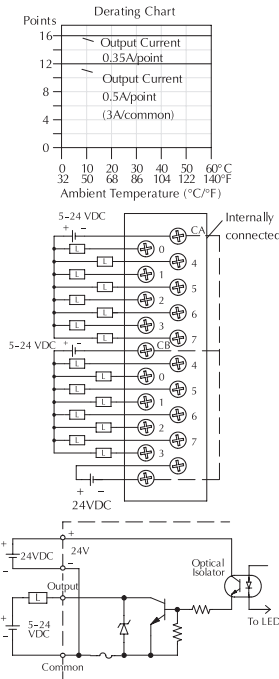 Derating Chart
Points
16
12
8
4
0
Output Current
0.35A/point
Output Current
0.5A/point
(3A/common)
0 10 20 30 40 50 60°C
32 50 68 86 104 122 140°F
Ambient Temperature (°C/°F)
5–24 VDC
+ –
Internally
connected
CA
L
0
L
4
L
1
L
5
L
2
L
6
L
3
L
7
5–24 VDC
+ –
CB
L
4
L
0
L
5
L
1
L
6
L
2
L
7
L
3
+ –
24VDC
+
24VDC
–
+
24V
–
Output
L
+
5–24
VDC
–
Common
Optical
Isolator
To LED